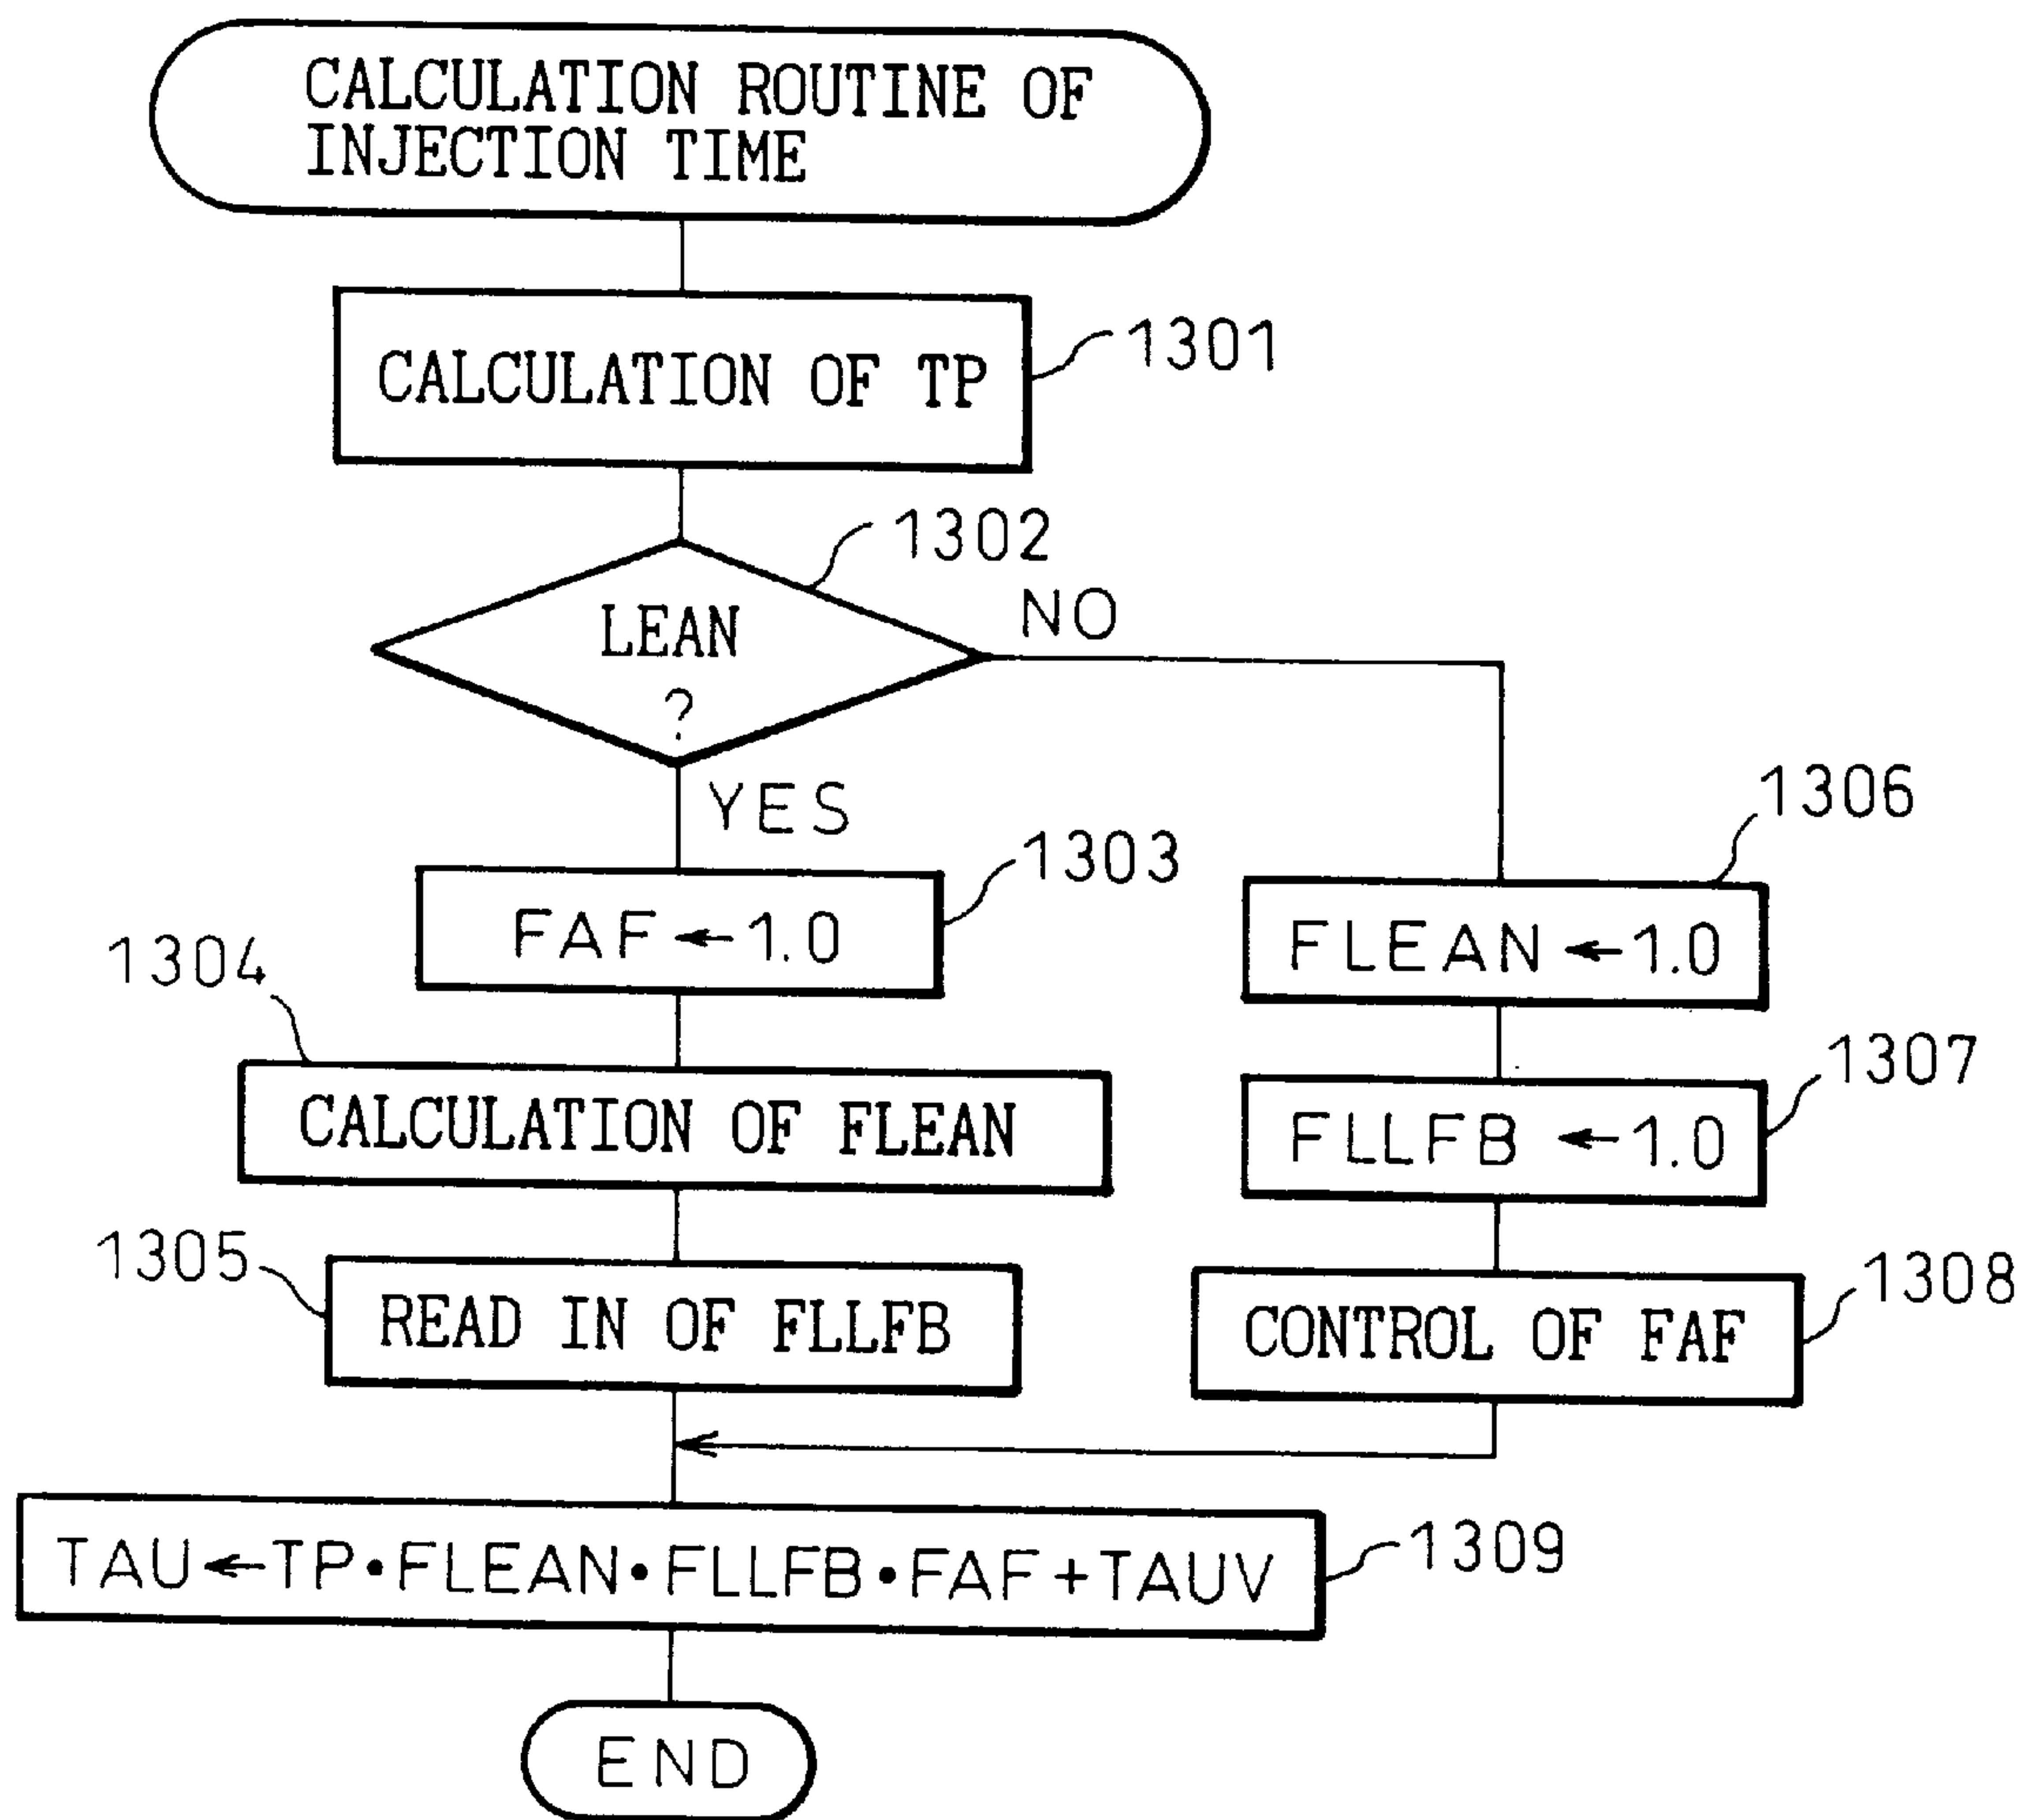 CALCULATION ROUTINE OF
INJECTION TIME
CALCULATION OF TP
1301
1302
LEAN
?
NO
YES
FAF←1.0
1303
1304
CALCULATION OF FLEAN
1305
READ IN OF FLLFB
1306
FLEAN←1.0
1307
FLLFB←1.0
1308
CONTROL OF FAF
TAU←TP•FLEAN•FLLFB•FAF+TAUV
1309
END